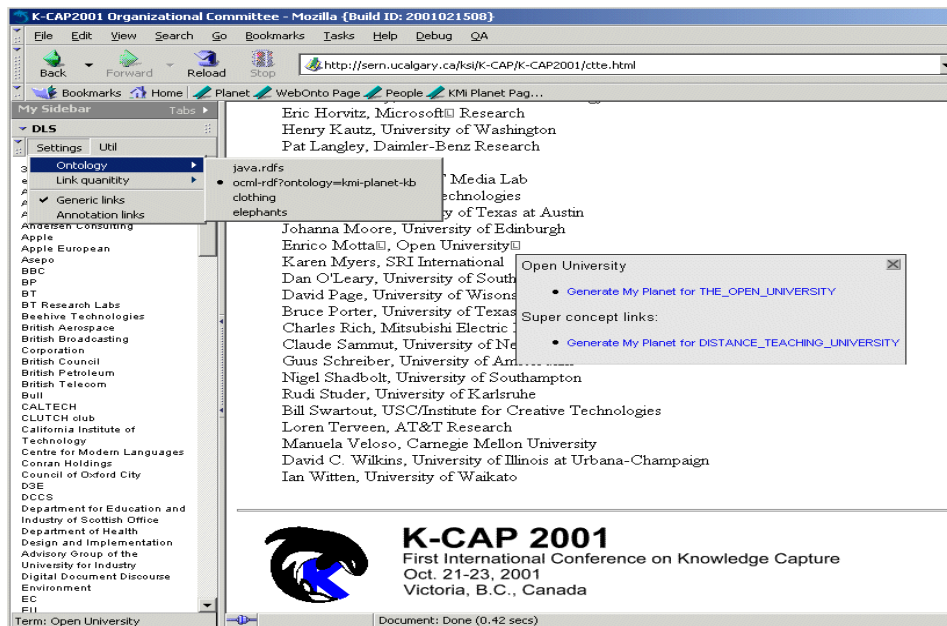 K-CAP2001 Organizational Committee - Mozilla {Build ID: 2001021508}
File Edit View Search Go Bookmarks Tasks Help Debug QA
Back Forward Reload Stop http://sern.ucalgary.ca/ksi/K-CAP/K-CAP2001/ctte.html
Bookmarks Home Planet WebOnto Page People KMi Planet Pag...
My Sidebar Tabs
DLS
Settings Util
Ontology
Link quanitity
Generic links
Annotation links
java.rdfs
ocml-rdf?ontology=kmi-planet-kb
clothing
elephants
Andersen Consulting
Apple
Apple European
Asepo
BBC
BP
BT
BT Research Labs
Beehive Technologies
British Aerospace
British Broadcasting
Corporation
British Council
British Petroleum
British Telecom
Bull
CALTECH
CLUTCH club
California Institute of
Technology
Centre for Modern Languages
Conran Holdings
Council of Oxford City
D3E
DCCS
Department for Education and
Industry of Scottish Office
Department of Health
Design and Implementation
Advisory Group of the
University for Industry
Digital Document Discourse
Environment
EC
EU
Term: Open University
Eric Horvitz, Microsoft Research
Henry Kautz, University of Washington
Pat Langley, Daimler-Benz Research
T Media Lab
echnologies
y of Texas at Austin
Johanna Moore, University of Edinburgh
Enrico Motta, Open University
Karen Myers, SRI International
Dan O'Leary, University of South
David Page, University of Wisons
Bruce Porter, University of Texas
Charles Rich, Mitsubishi Electric
Claude Sammut, University of Ne
Guus Schreiber, University of Amsterdam
Nigel Shadbolt, University of Southampton
Rudi Studer, University of Karlsruhe
Bill Swartout, USC/Institute for Creative Technologies
Loren Terveen, AT&T Research
Manuela Veloso, Carnegie Mellon University
David C. Wilkins, University of Illinois at Urbana-Champaign
Ian Witten, University of Waikato
Open University
Generate My Planet for THE_OPEN_UNIVERSITY
Super concept links:
Generate My Planet for DISTANCE_TEACHING_UNIVERSITY
K
K-CAP 2001
First International Conference on Knowledge Capture
Oct. 21-23, 2001
Victoria, B.C., Canada
Document: Done (0.42 secs)